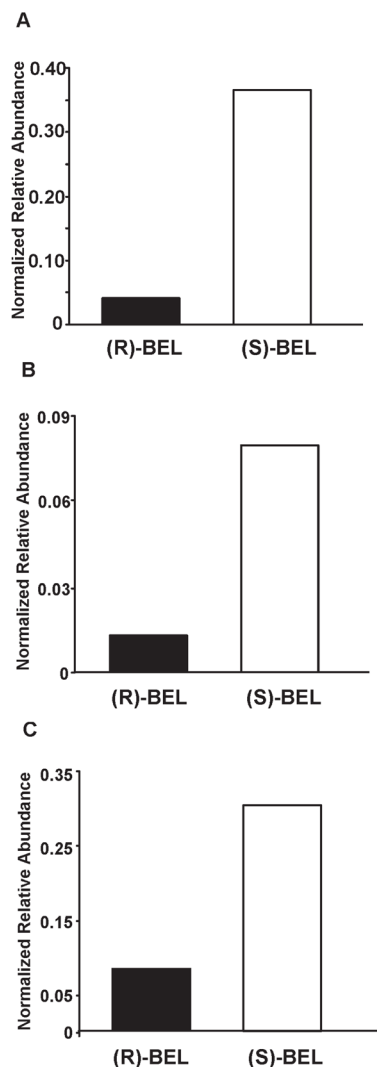 A
Normalized Relative Abundance
0.40
0.30
0.20
0.10
0
(R)-BEL (S)-BEL
B
Normalized Relative Abundance
0.09
0.06
0.03
0
(R)-BEL (S)-BEL
C
Normalized Relative Abundance
0.35
0.25
0.15
0.05
0
(R)-BEL (S)-BEL